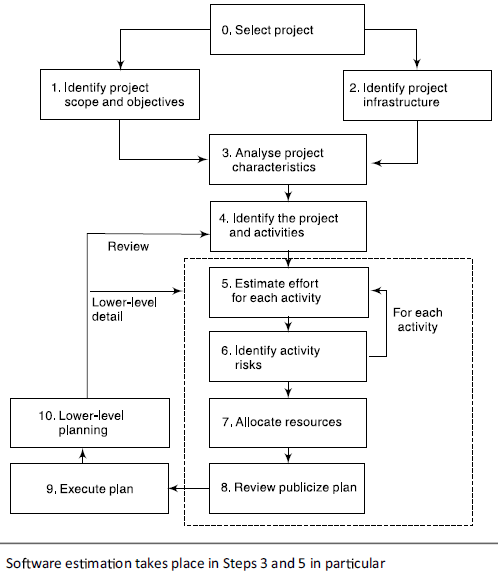 0. Select project
1. Identify project
scope and objectives
2. Identify project
infrastructure
3. Analyse project
characteristics
4. Identify the project
and activities
Review
5. Estimate effort
for each activity
Lower-level
detail
For each
activity
6. Identify activity
risks
7. Allocate resources
10. Lower-level
planning
8. Review publicize plan
9. Execute plan
Software estimation takes place in Steps 3 and 5 in particular